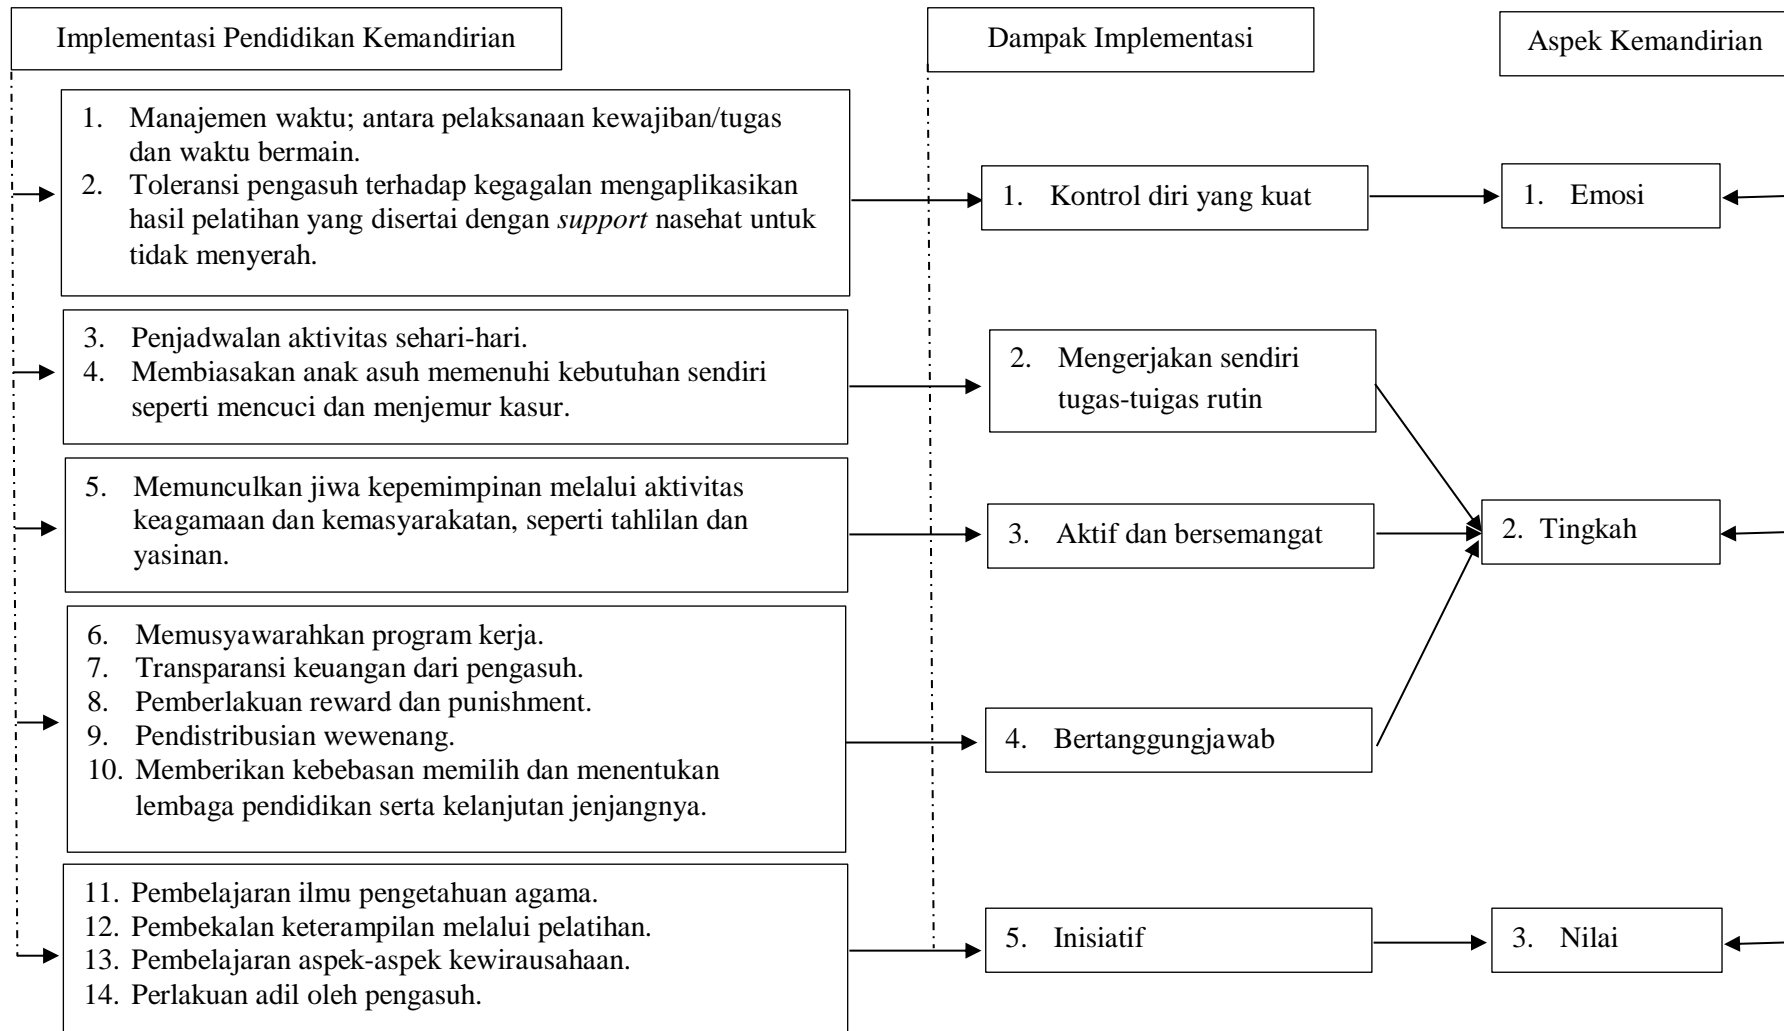 Implementasi Pendidikan Kemandirian
Dampak Implementasi
Aspek Kemandirian
1. Manajemen waktu; antara pelaksanaan kewajiban/tugas
dan waktu bermain.
2. Toleransi pengasuh terhadap kegagalan mengaplikasikan
hasil pelatihan yang disertai dengan support nasehat untuk
tidak menyerah.
1. Kontrol diri yang kuat
1. Emosi
3. Penjadwalan aktivitas sehari-hari.
4. Membiasakan anak asuh memenuhi kebutuhan sendiri
seperti mencuci dan menjemur kasur.
2. Mengerjakan sendiri
tugas-tuigas rutin
5. Memunculkan jiwa kepemimpinan melalui aktivitas
keagamaan dan kemasyarakatan, seperti tahlilan dan
yasinan.
3. Aktif dan bersemangat
2. Tingkah
6. Memusyawarahkan program kerja.
7. Transparansi keuangan dari pengasuh.
8. Pemberlakuan reward dan punishment.
9. Pendistribusian wewenang.
10. Memberikan kebebasan memilih dan menentukan
lembaga pendidikan serta kelanjutan jenjangnya.
4. Bertanggungjawab
11. Pembelajaran ilmu pengetahuan agama.
12. Pembekalan keterampilan melalui pelatihan.
13. Pembelajaran aspek-aspek kewirausahaan.
14. Perlakuan adil oleh pengasuh.
5. Inisiatif
3. Nilai